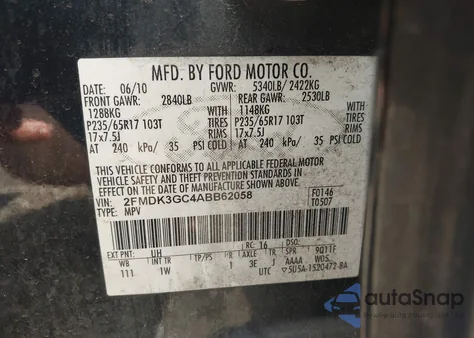 MFD. BY FORD MOTOR CO.
DATE: 06/10 GVWR: 5340LB/ 2422KG
FRONT GAWR: 2840LB REAR GAWR: 2530LB
1288KG WITH 1148KG WITH
P235/65R17 103T TIRES P235/65R17 103T TIRES
17x7.5J RIMS 17x7.5J RIMS
AT 240 kPa/ 35 PSI COLD AT 240 kPa/ 35 PSI COLD
THIS VEHICLE CONFORMS TO ALL APPLICABLE FEDERAL MOTOR
VEHICLE SAFETY AND THEFT PREVENTION STANDARDS IN EFFECT
ON THE DATE OF MANUFACTURE SHOWN ABOVE.
VIN: 2FMDK3GC4ABB62058 F0146
TYPE: MPV T0507
EXT PNT: UH RC: 16 DSO:
WB INT TR TP/PS R AXLE TR SPR
111 1W 1 3E J AAAA WOS
UTC 5U5A-1520472-BA
autoSnap